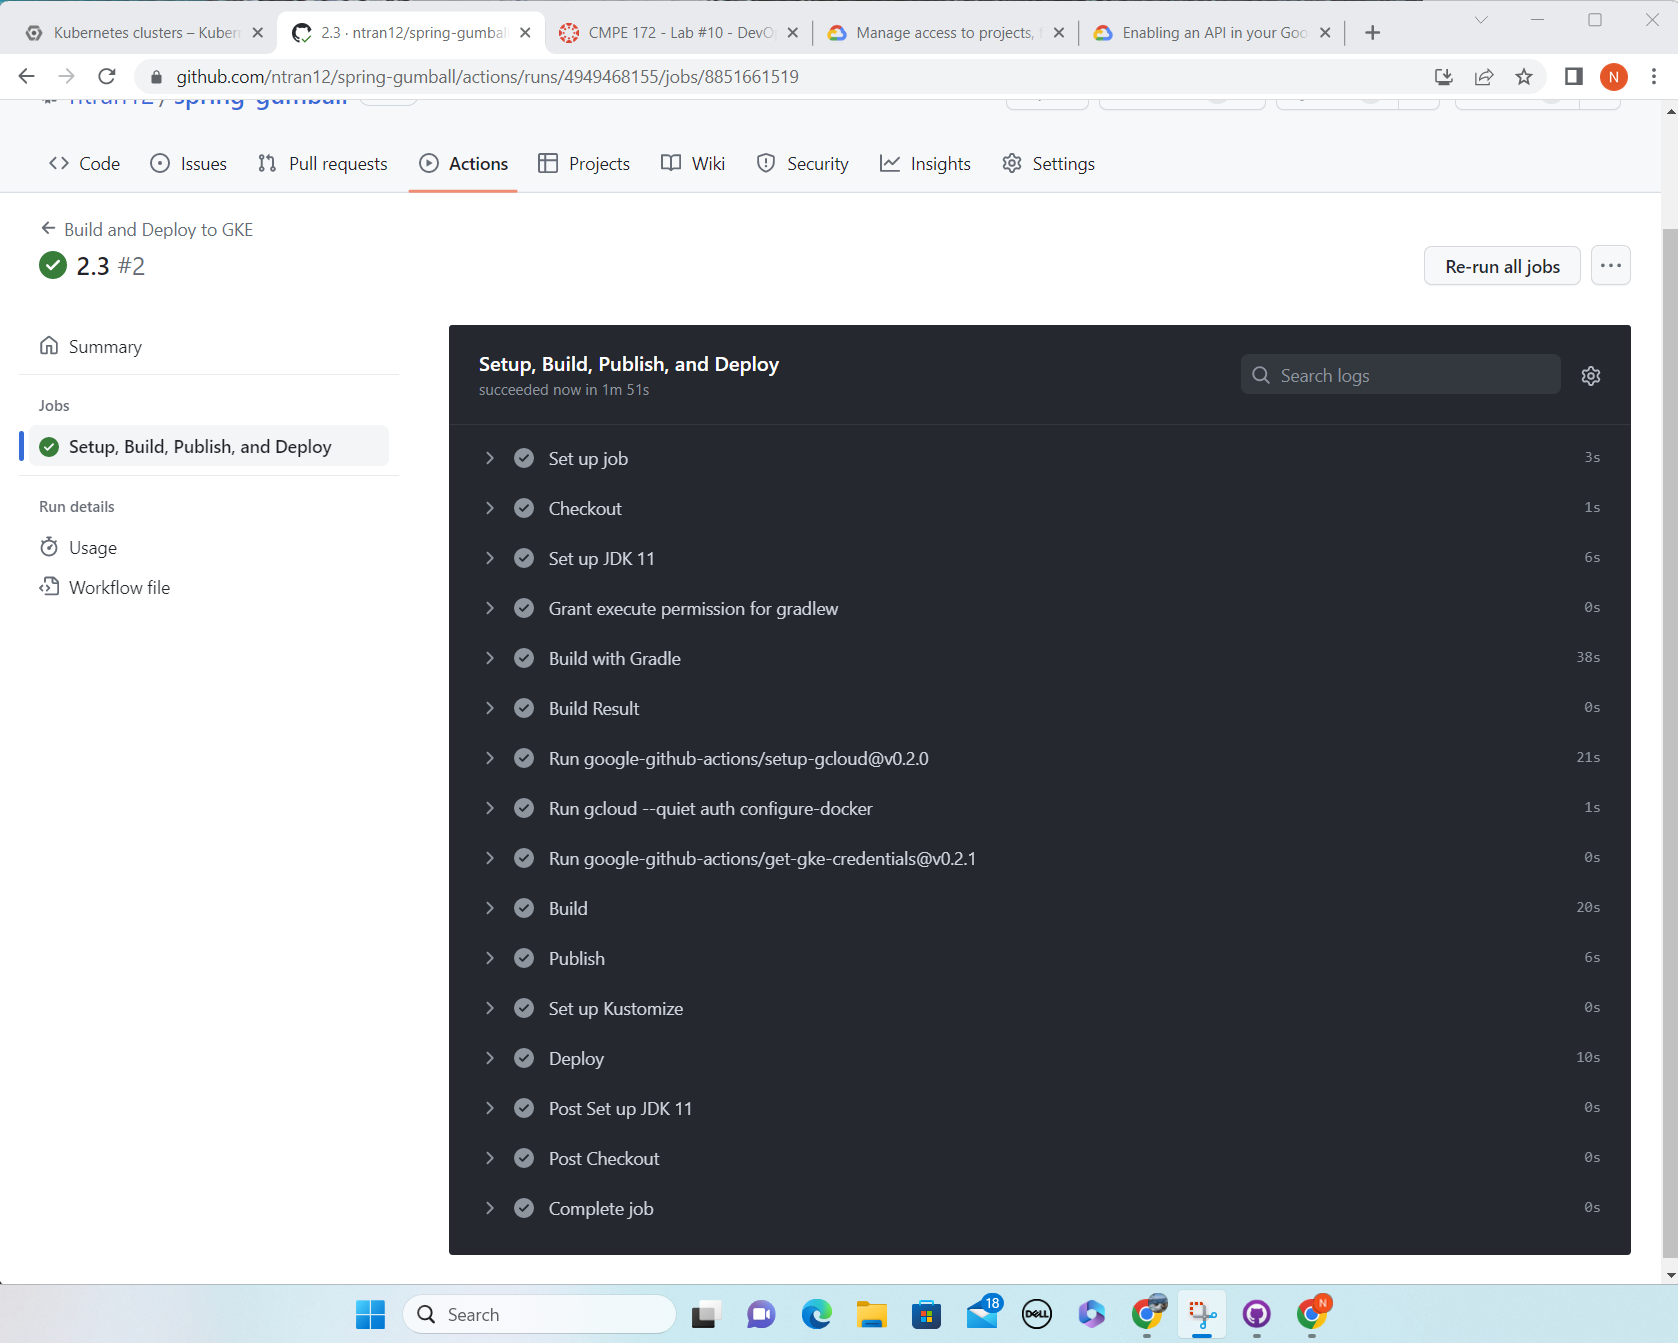 Kubernetes clusters – Kuber
2.3 · ntran12/spring-gumbal
CMPE 172 - Lab #10 - DevO
Manage access to projects,
Enabling an API in your Goo
github.com/ntran12/spring-gumball/actions/runs/4949468155/jobs/8851661519
N
ntran12 / spring-gumball
Code
Issues
Pull requests
Actions
Projects
Wiki
Security
Insights
Settings
Build and Deploy to GKE
2.3 #2
Re-run all jobs
Summary
Jobs
Setup, Build, Publish, and Deploy
Run details
Usage
Workflow file
Setup, Build, Publish, and Deploy
succeeded now in 1m 51s
Search logs
Set up job 3s
Checkout 1s
Set up JDK 11 6s
Grant execute permission for gradlew 0s
Build with Gradle 38s
Build Result 0s
Run google-github-actions/setup-gcloud@v0.2.0 21s
Run gcloud --quiet auth configure-docker 1s
Run google-github-actions/get-gke-credentials@v0.2.1 0s
Build 20s
Publish 6s
Set up Kustomize 0s
Deploy 10s
Post Set up JDK 11 0s
Post Checkout 0s
Complete job 0s
Search
18
DELL
N